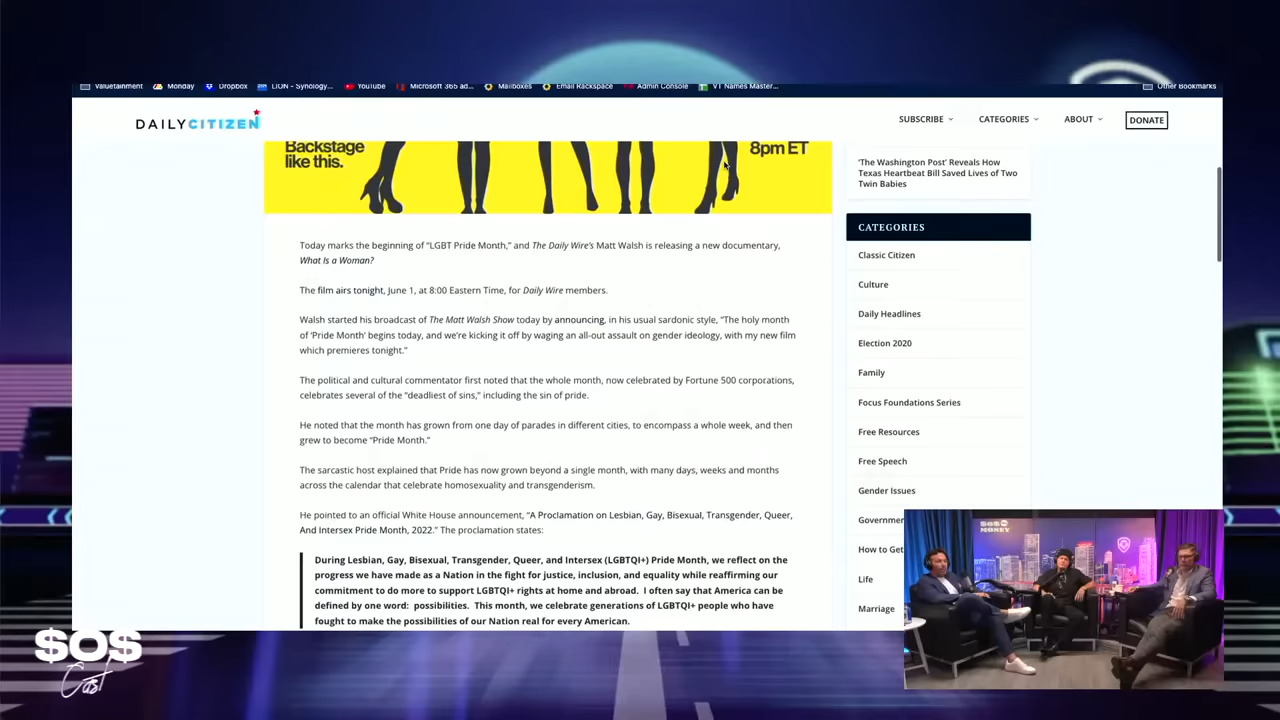 Valuetainment
Monday
Dropbox
LION - Synology...
YouTube
Microsoft 365 ad...
Mailboxes
Email Rackspace
Admin Console
VT Names Master...
Other Bookmarks
DAILYCITIZEN
SUBSCRIBE
CATEGORIES
ABOUT
DONATE
Backstage
like this.
8pm ET
Today marks the beginning of “LGBT Pride Month,” and The Daily Wire’s Matt Walsh is releasing a new documentary,
What Is a Woman?
The film airs tonight, June 1, at 8:00 Eastern Time, for Daily Wire members.
Walsh started his broadcast of The Matt Walsh Show today by announcing, in his usual sardonic style, “The holy month
of ‘Pride Month’ begins today, and we’re kicking it off by waging an all-out assault on gender ideology, with my new film
which premieres tonight.”
The political and cultural commentator first noted that the whole month, now celebrated by Fortune 500 corporations,
celebrates several of the “deadliest of sins,” including the sin of pride.
He noted that the month has grown from one day of parades in different cities, to encompass a whole week, and then
grew to become “Pride Month.”
The sarcastic host explained that Pride has now grown beyond a single month, with many days, weeks and months
across the calendar that celebrate homosexuality and transgenderism.
He pointed to an official White House announcement, “A Proclamation on Lesbian, Gay, Bisexual, Transgender, Queer,
And Intersex Pride Month, 2022.” The proclamation states:
During Lesbian, Gay, Bisexual, Transgender, Queer, and Intersex (LGBTQI+) Pride Month, we reflect on the
progress we have made as a Nation in the fight for justice, inclusion, and equality while reaffirming our
commitment to do more to support LGBTQI+ rights at home and abroad.  I often say that America can be
defined by one word:  possibilities.  This month, we celebrate generations of LGBTQI+ people who have
fought to make the possibilities of our Nation real for every American.
‘The Washington Post’ Reveals How
Texas Heartbeat Bill Saved Lives of Two
Twin Babies
CATEGORIES
Classic Citizen
Culture
Daily Headlines
Election 2020
Family
Focus Foundations Series
Free Resources
Free Speech
Gender Issues
Governmen
How to Get
Life
Marriage
$O$
MONEY
$O$
Cast